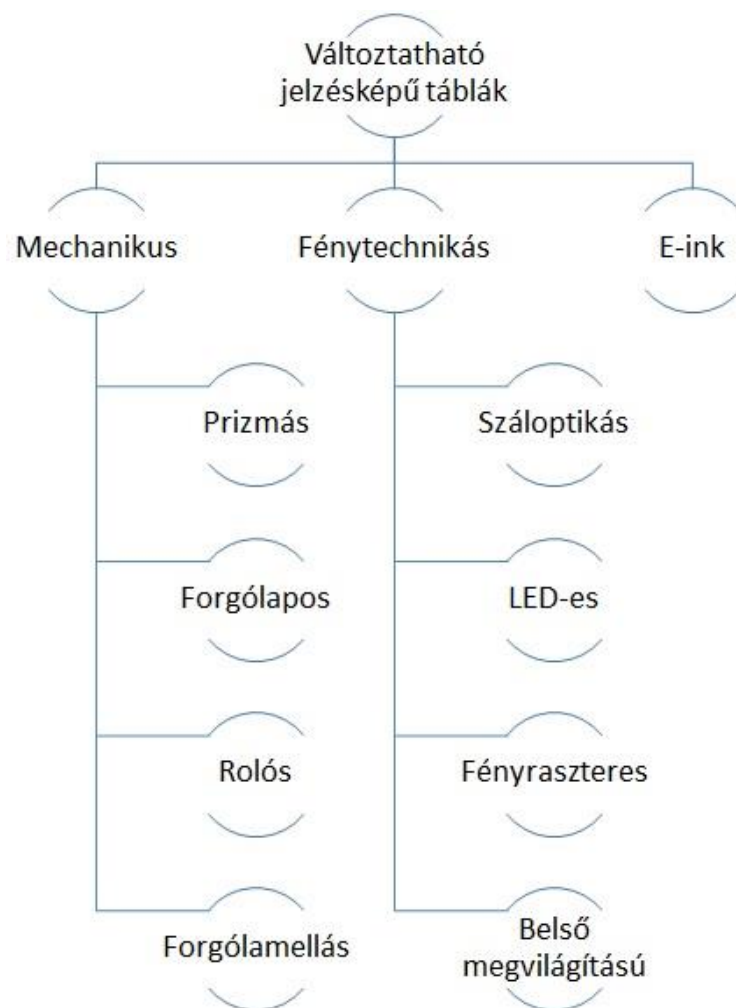 Változtatható
jelzésképű táblák
Mechanikus
Fénytechnikás
E-ink
Prizmás
Száloptikás
Forgólapos
LED-es
Rolós
Fényraszteres
Forgólamellás
Belső
megvilágítású